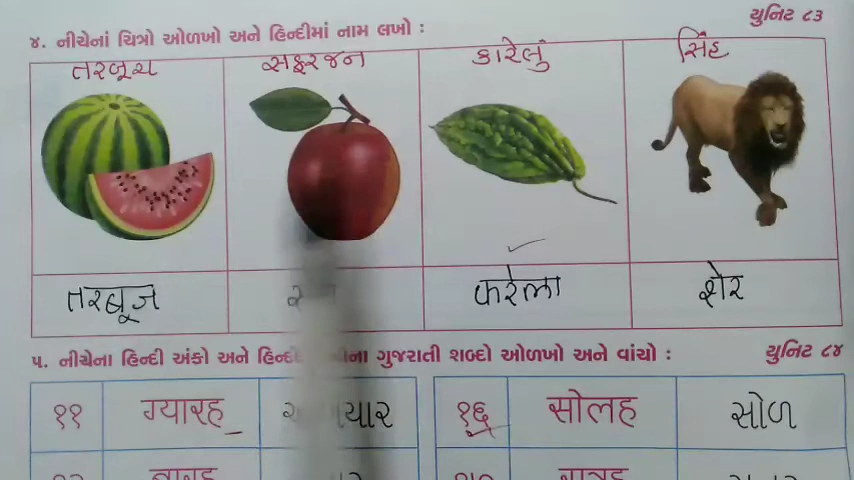 યુનિટ ૮૩
૪. નીચેનાં ચિત્રો ઓળખો અને હિન્દીમાં નામ લખો :
તરબૂચ સફરજન કારેલું સિંહ
तरबूज करेला शेर
૫. નીચેના હિન્દી અંકો અને ગુજરાતી શબ્દો ઓળખો અને વાંચો :
યુનિટ ૮૪
११ ग्यारह
१६ सोलह સોળ